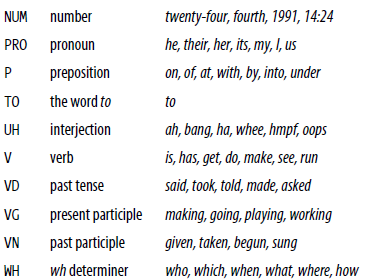 NUM number twenty-four, fourth, 1991, 14:24
PRO pronoun he, their, her, its, my, I, us
P preposition on, of, at, with, by, into, under
TO the word to to
UH interjection ah, bang, ha, whee, hmpf, oops
V verb is, has, get, do, make, see, run
VD past tense said, took, told, made, asked
VG present participle making, going, playing, working
VN past participle given, taken, begun, sung
WH wh determiner who, which, when, what, where, how